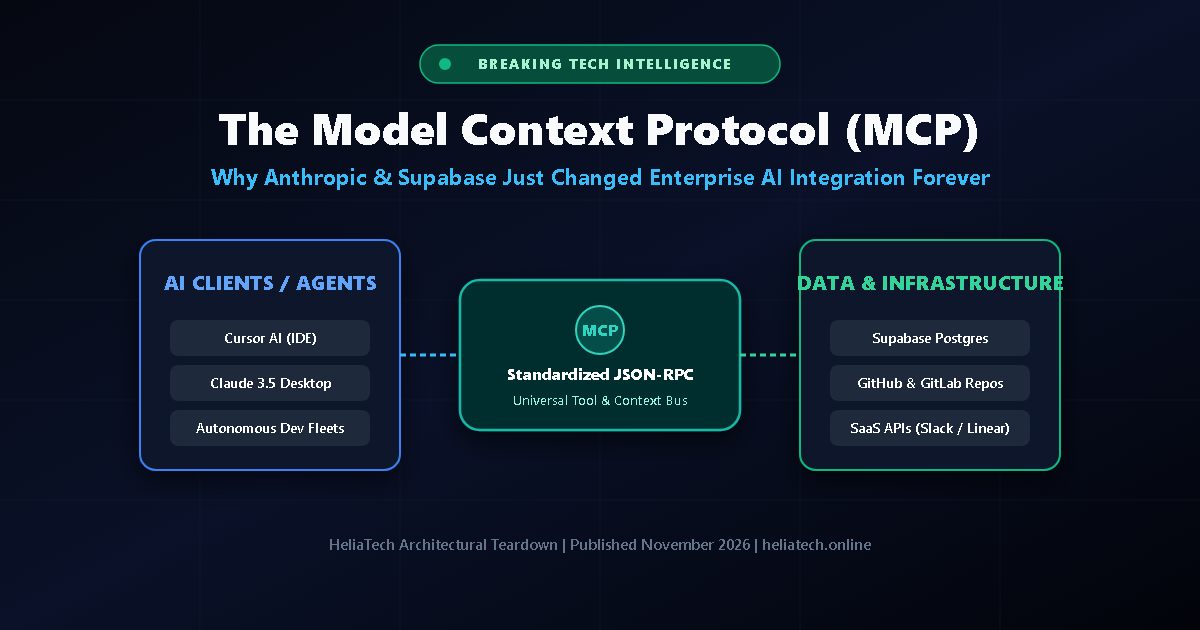 BREAKING TECH INTELLIGENCE
The Model Context Protocol (MCP)
Why Anthropic & Supabase Just Changed Enterprise AI Integration Forever
AI CLIENTS / AGENTS
Cursor AI (IDE)
Claude 3.5 Desktop
Autonomous Dev Fleets
MCP
Standardized JSON-RPC
Universal Tool & Context Bus
DATA & INFRASTRUCTURE
Supabase Postgres
GitHub & GitLab Repos
SaaS APIs (Slack / Linear)
HeliaTech Architectural Teardown | Published November 2026 | heliatech.online